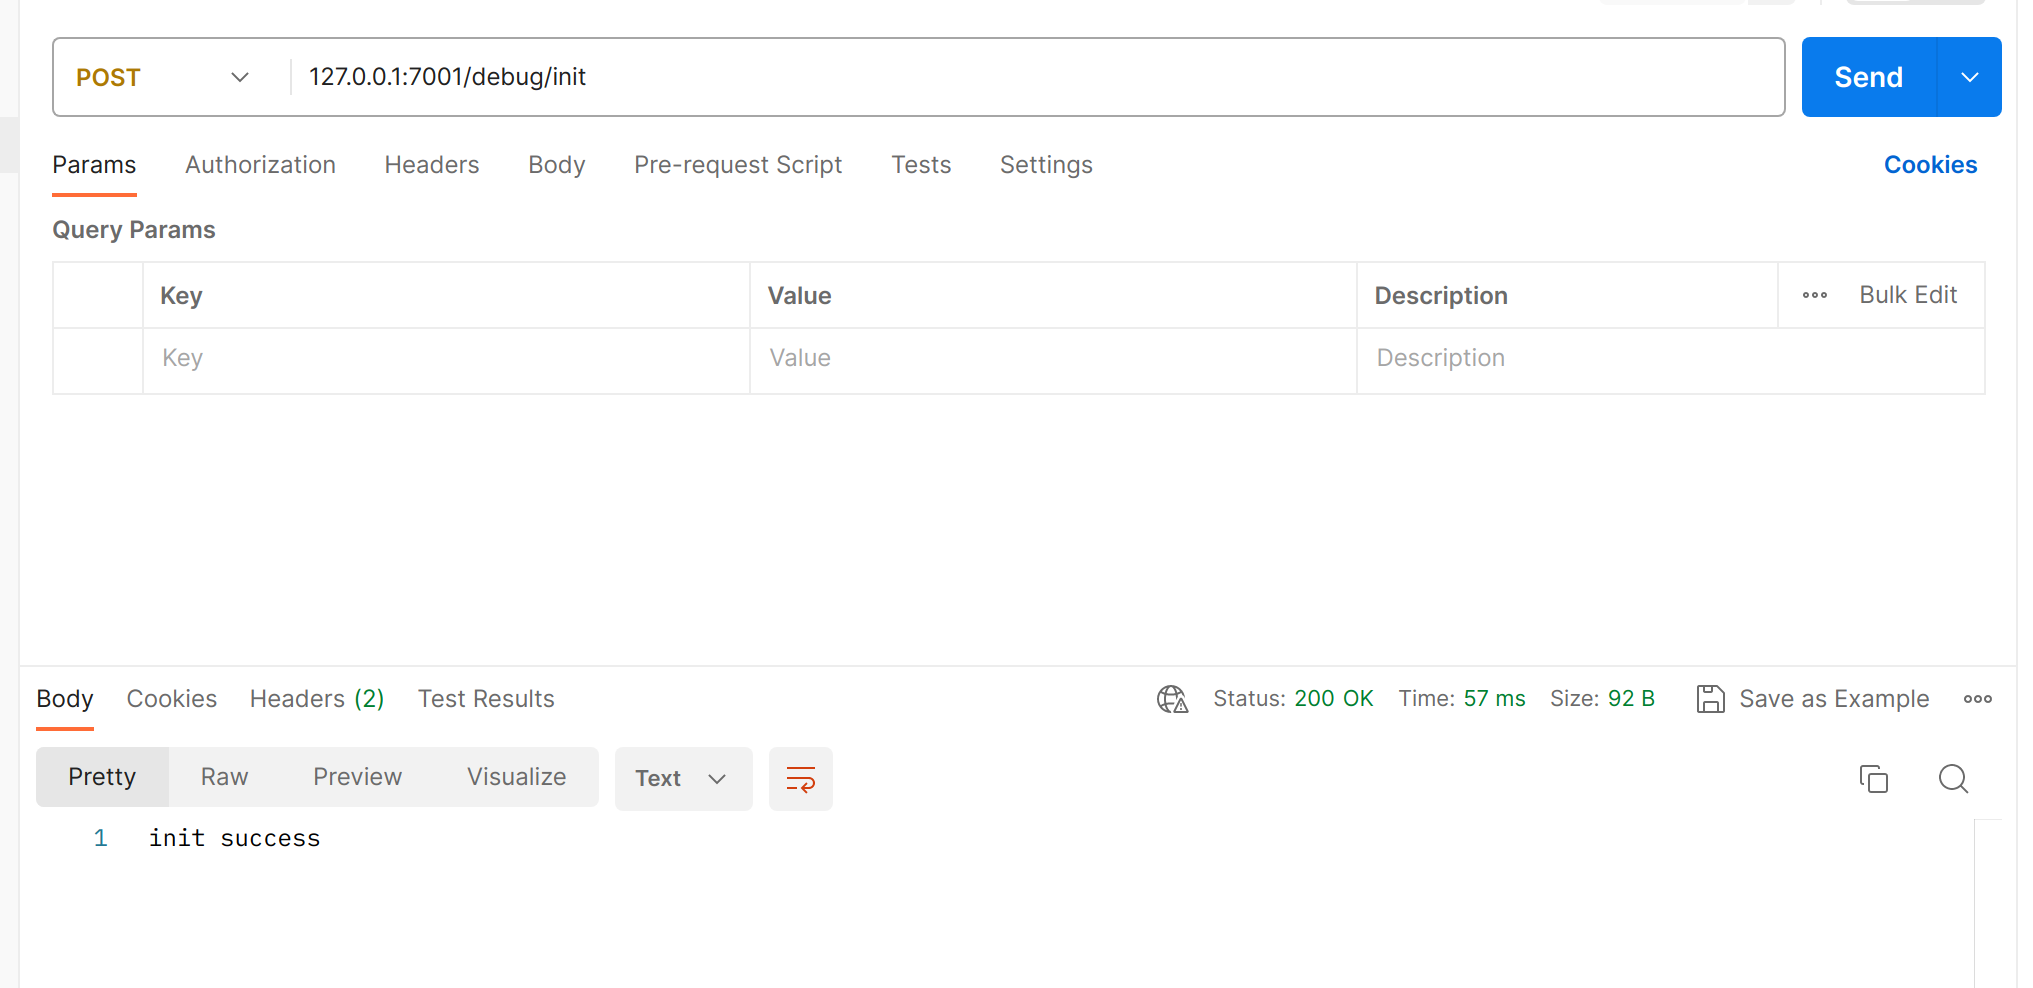 POST 127.0.0.1:7001/debug/init Send
Params Authorization Headers Body Pre-request Script Tests Settings Cookies
Query Params
Key Value Description Bulk Edit
Key Value Description
Body Cookies Headers (2) Test Results Status: 200 OK Time: 57 ms Size: 92 B Save as Example
Pretty Raw Preview Visualize Text
1 init success